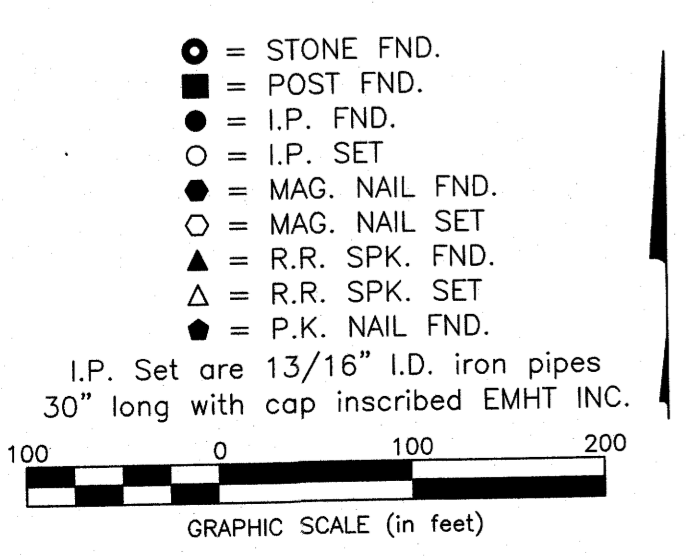 = STONE FND.
= POST FND.
= I.P. FND.
= I.P. SET
= MAG. NAIL FND.
= MAG. NAIL SET
= R.R. SPK. FND.
= R.R. SPK. SET
= P.K. NAIL FND.
I.P. Set are 13/16" I.D. iron pipes
30" long with cap inscribed EMHT INC.
100 0 100 200
GRAPHIC SCALE (in feet)